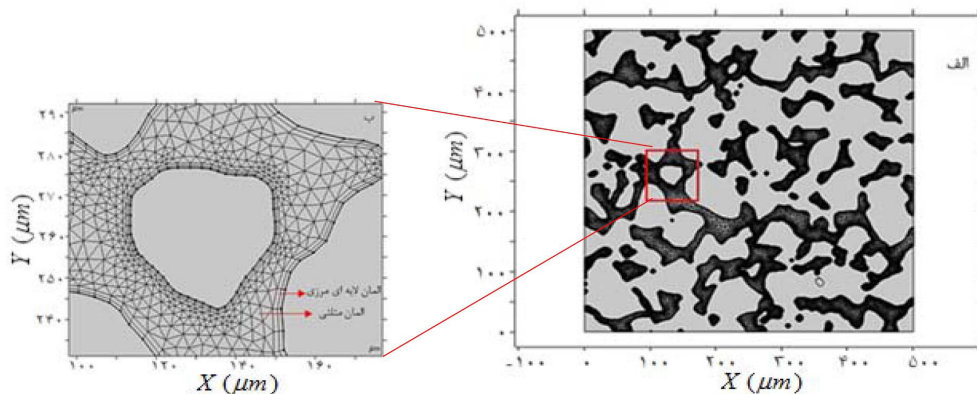 ب
۲۹۰
۲۸۰
۲۷۰
۲۶۰
۲۵۰
۲۴۰
Y (μm)
المان لایه ای مرزی
المان مثلثی
۱۰۰ ۱۲۰ ۱۴۰ ۱۶۰
X (μm)
الف
۵۰۰
۴۰۰
۳۰۰
۲۰۰
۱۰۰
۰
Y (μm)
-۱۰۰ ۰ ۱۰۰ ۲۰۰ ۳۰۰ ۴۰۰ ۵۰۰
X (μm)